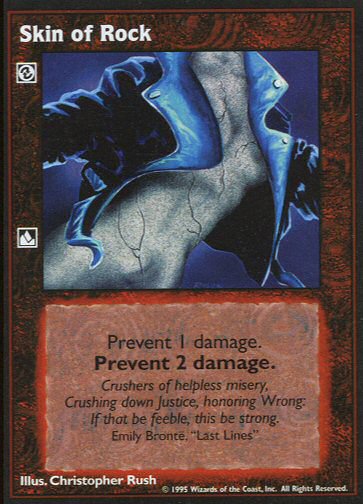 Skin of Rock
Prevent 1 damage.
Prevent 2 damage.
Crushers of helpless misery,
Crushing down Justice, honoring Wrong:
If that be feeble, this be strong.
Emily Brontë, "Last Lines"
Illus. Christopher Rush
© 1995 Wizards of the Coast, Inc. All Rights Reserved.